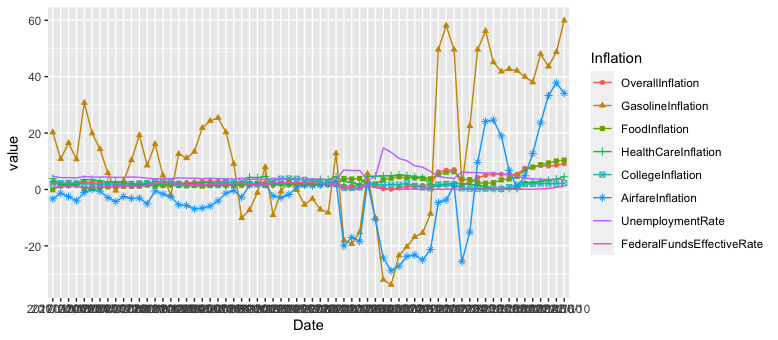 Inflation
60
40
20
0
-20
value
Date
OverallInflation
GasolineInflation
FoodInflation
HealthCareInflation
CollegeInflation
AirfareInflation
UnemploymentRate
FederalFundsEffectiveRate